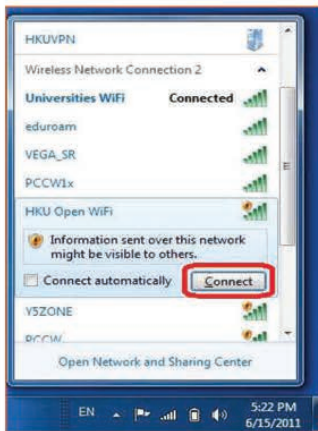 HKUVPN
Wireless Network Connection 2
Universities WiFi Connected
eduroam
VEGA_SR
PCCW1x
HKU Open WiFi
Information sent over this network
might be visible to others.
Connect automatically Connect
Y5ZONE
PCCW
Open Network and Sharing Center
EN 5:22 PM
6/15/2011